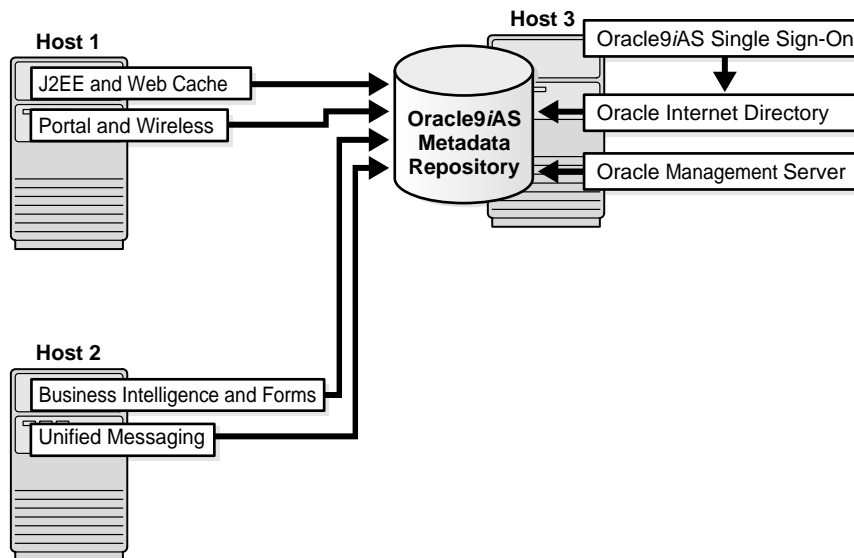 Host 1
J2EE and Web Cache
Portal and Wireless
Host 2
Business Intelligence and Forms
Unified Messaging
Oracle9iAS
Metadata
Repository
Host 3
Oracle9iAS Single Sign-On
Oracle Internet Directory
Oracle Management Server